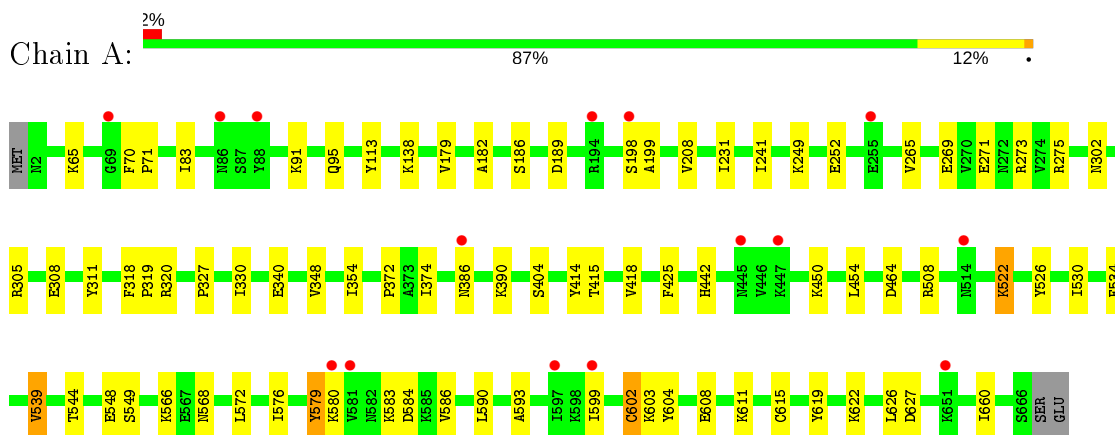 2%
Chain A:
87%
12%
MET N2 K65 G69 F70 P71 I83 N86 S87 Y88 K91 Q95 Y113 K138 V179 A182 S186 D189 R194 S198 A199 V208 I231 I241 K249 E252 E255 V265 E269 V270 E271 N272 R273 V274 R275 N302
R305 E308 Y311 F318 P319 R320 P327 I330 E340 V348 I354 P372 A373 I374 N386 K390 S404 Y414 T415 V418 F425 H442 N445 V446 K447 K450 L454 D464 R508 N514 K522 Y526 I530
V539 T544 E548 S549 K566 E567 N568 L572 I576 Y579 K580 V581 N582 K583 D584 K585 V586 L590 A593 I597 K598 I599 C602 K603 Y604 E608 K611 C615 Y619 K622 L626 D627 K651 I660 S666 SER GLU